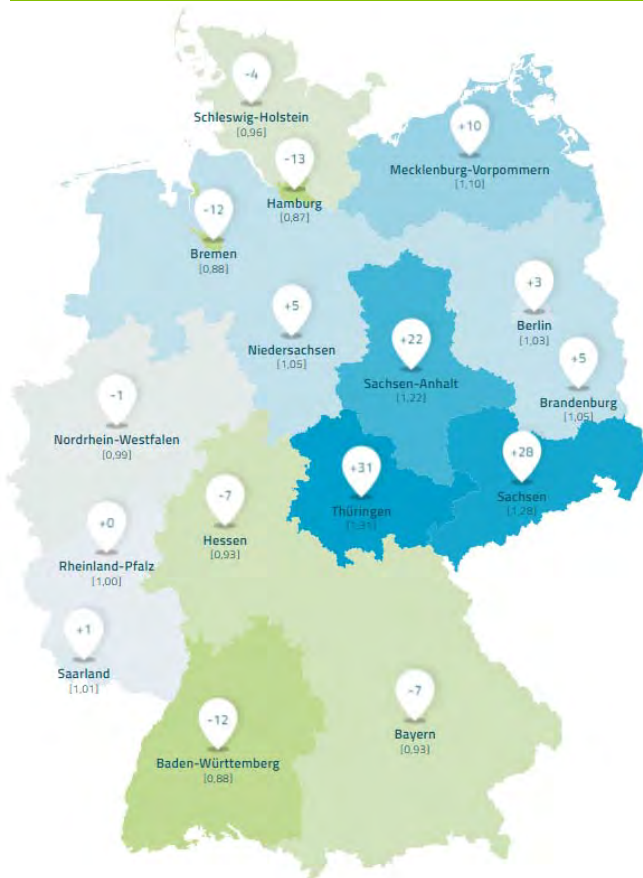 -4
Schleswig-Holstein
[0,96]
+10
Mecklenburg-Vorpommern
[1,10]
-13
Hamburg
[0,87]
-12
Bremen
[0,88]
+3
Berlin
[1,03]
+5
Niedersachsen
[1,05]
+22
Sachsen-Anhalt
[1,22]
+5
Brandenburg
[1,05]
-1
Nordrhein-Westfalen
[0,99]
+28
Sachsen
[1,28]
+31
Thüringen
[1,31]
-7
Hessen
[0,93]
+0
Rheinland-Pfalz
[1,00]
+1
Saarland
[1,01]
-7
Bayern
[0,93]
-12
Baden-Württemberg
[0,88]